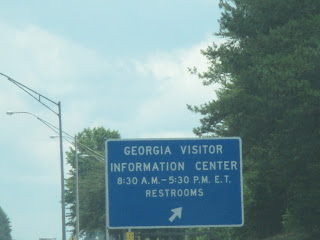 GEORGIA VISITOR
INFORMATION CENTER
8:30 A.M.-5:30 P.M. E.T.
RESTROOMS